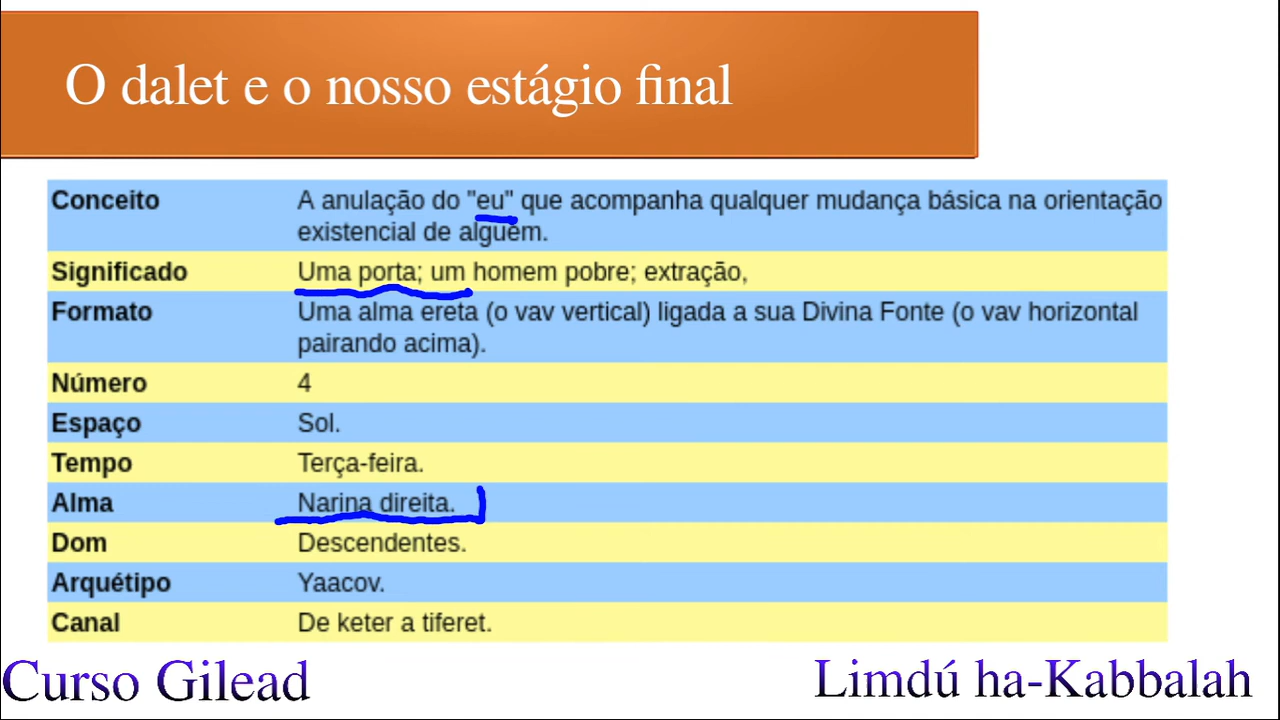 O dalet e o nosso estágio final
Conceito A anulação do "eu" que acompanha qualquer mudança básica na orientação
existencial de alguém.
Significado Uma porta; um homem pobre; extração,
Formato Uma alma ereta (o vav vertical) ligada a sua Divina Fonte (o vav horizontal
pairando acima).
Número 4
Espaço Sol.
Tempo Terça-feira.
Alma Narina direita.
Dom Descendentes.
Arquétipo Yaacov.
Canal De keter a tiferet.
Curso Gilead Limdú ha-Kabbalah